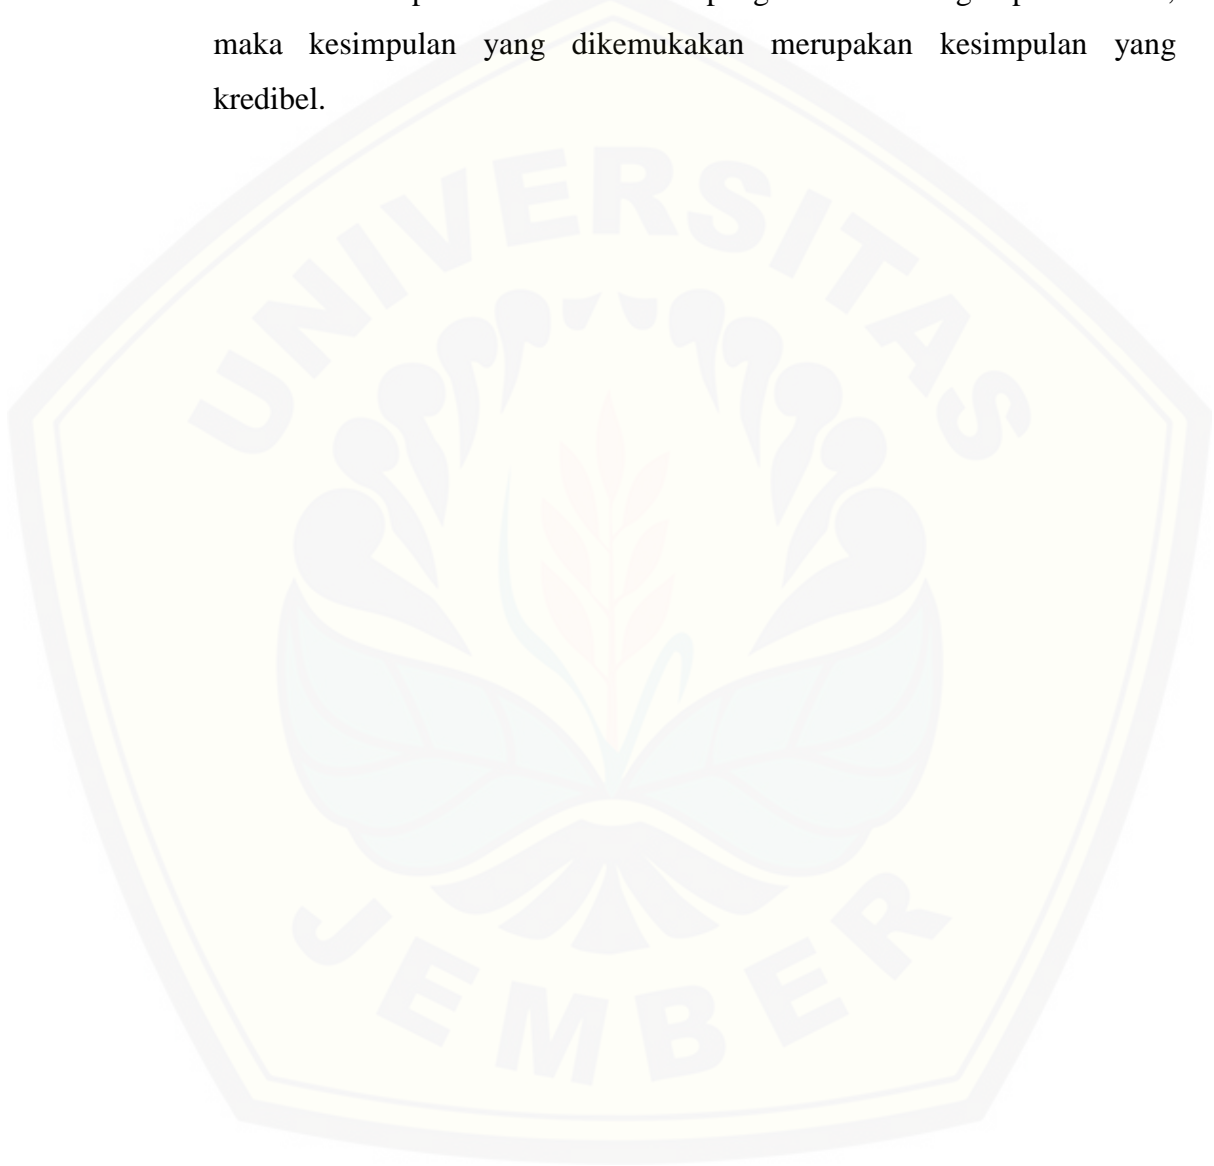 maka kesimpulan yang dikemukakan merupakan kesimpulan yang
kredibel.
UNIVERSITAS
JEMBER